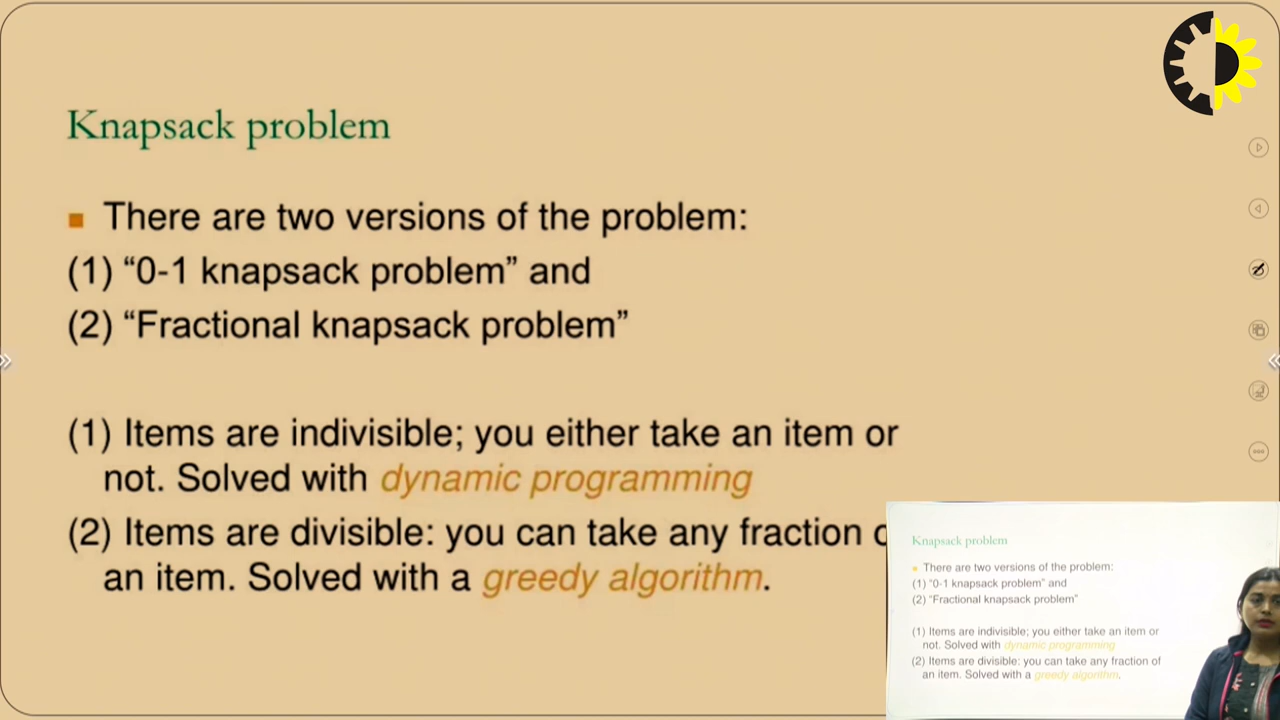 Knapsack problem
There are two versions of the problem:
(1) “0-1 knapsack problem” and
(2) “Fractional knapsack problem”
(1) Items are indivisible; you either take an item or
not. Solved with dynamic programming
(2) Items are divisible: you can take any fraction
an item. Solved with a greedy algorithm.
Knapsack problem
There are two versions of the problem:
(1) “0-1 knapsack problem” and
(2) “Fractional knapsack problem”
(1) Items are indivisible; you either take an item or
not. Solved with dynamic programming
(2) Items are divisible: you can take any fraction of
an item. Solved with a greedy algorithm.